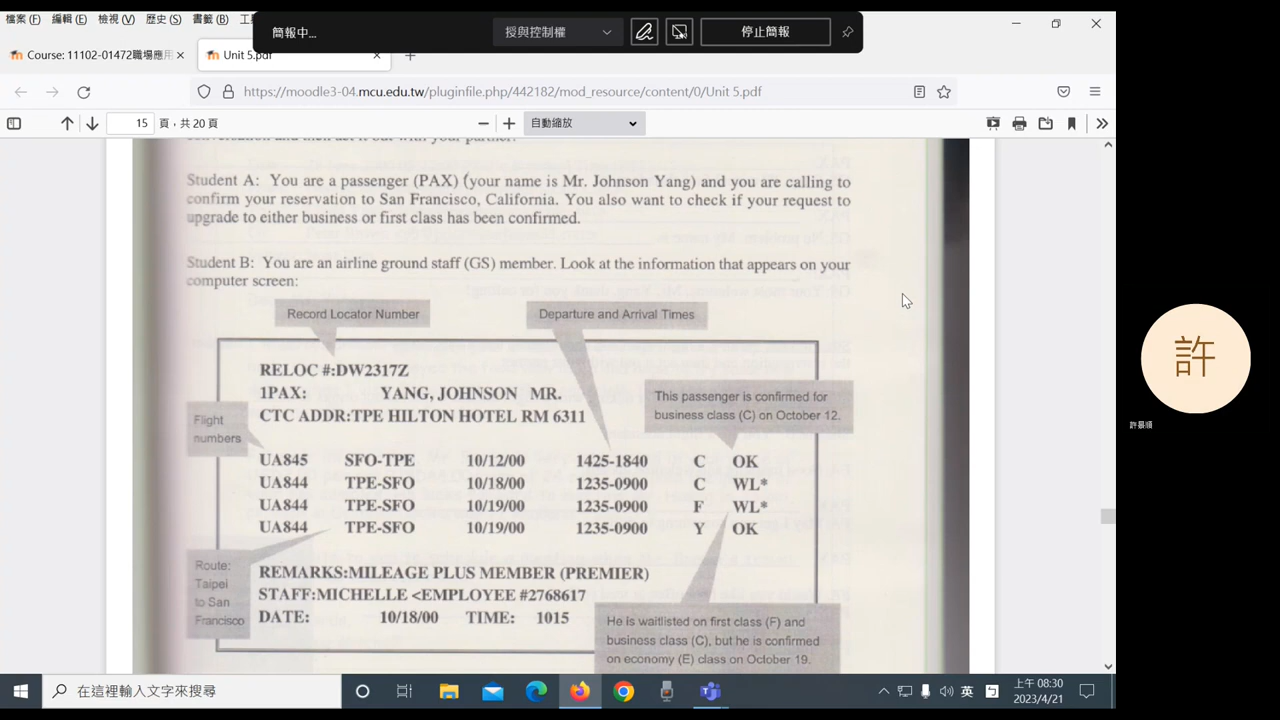 檔案 (F) 編輯 (E) 檢視 (V) 歷史 (S) 書籤 (B)
簡報中...
授與控制權
停止簡報
Course: 11102-01472職場應用
Unit 5.pdf
https://moodle3-04.mcu.edu.tw/pluginfile.php/442182/mod_resource/content/0/Unit 5.pdf
15 頁，共 20 頁
自動縮放
Student A: You are a passenger (PAX) (your name is Mr. Johnson Yang) and you are calling to
confirm your reservation to San Francisco, California. You also want to check if your request to
upgrade to either business or first class has been confirmed.
Student B: You are an airline ground staff (GS) member. Look at the information that appears on your
computer screen:
Record Locator Number
Departure and Arrival Times
RELOC #:DW2317Z
1PAX: YANG, JOHNSON MR.
CTC ADDR:TPE HILTON HOTEL RM 6311
This passenger is confirmed for
business class (C) on October 12.
Flight
numbers
UA845 SFO-TPE 10/12/00 1425-1840 C OK
UA844 TPE-SFO 10/18/00 1235-0900 C WL*
UA844 TPE-SFO 10/19/00 1235-0900 F WL*
UA844 TPE-SFO 10/19/00 1235-0900 Y OK
Route:
Taipei
to San
Francisco
REMARKS:MILEAGE PLUS MEMBER (PREMIER)
STAFF:MICHELLE <EMPLOYEE #2768617
DATE: 10/18/00 TIME: 1015
He is waitlisted on first class (F) and
business class (C), but he is confirmed
on economy (E) class on October 19.
許
許景順
在這裡輸入文字來搜尋
英
上午 08:30
2023/4/21